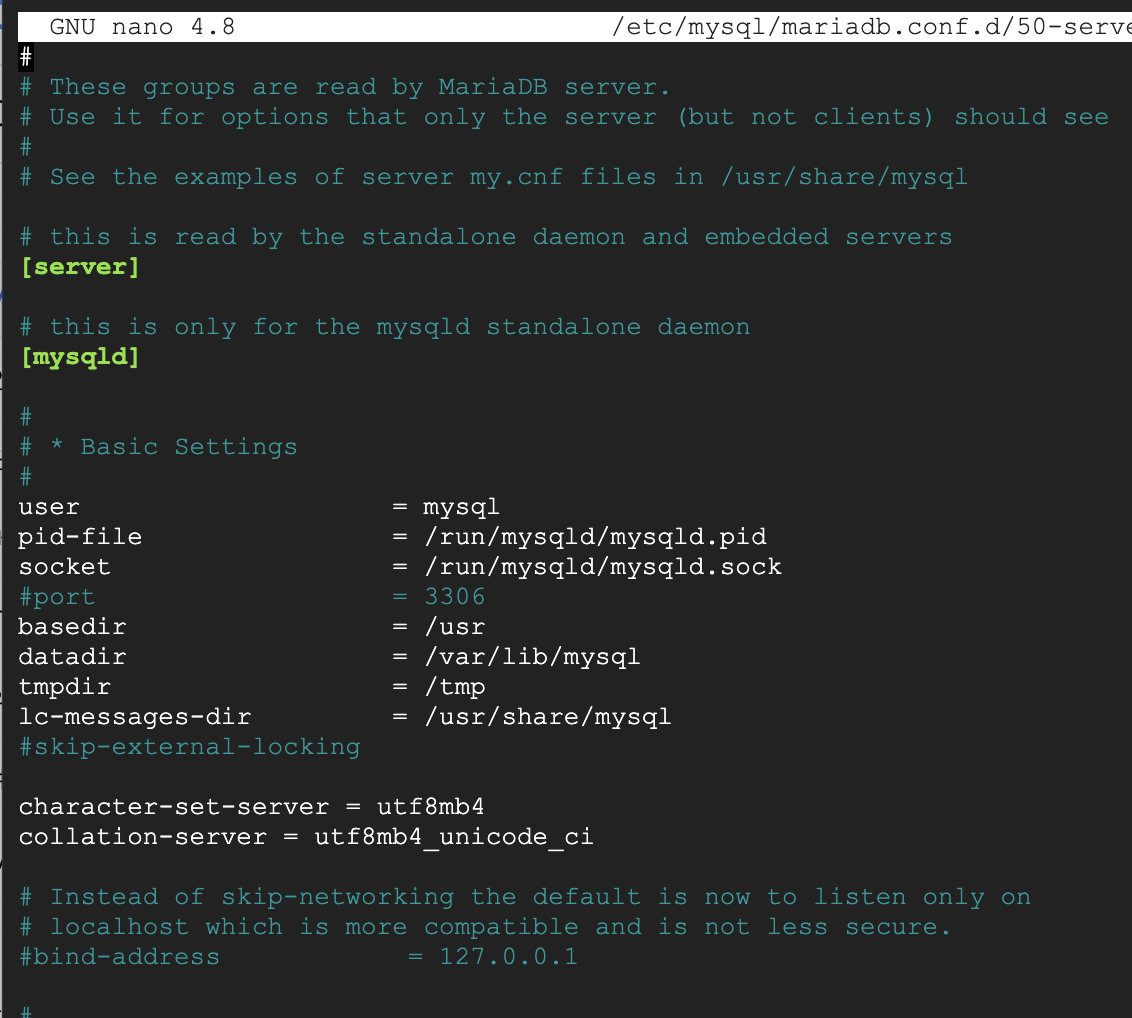 GNU nano 4.8 /etc/mysql/mariadb.conf.d/50-serve
#
# These groups are read by MariaDB server.
# Use it for options that only the server (but not clients) should see
#
# See the examples of server my.cnf files in /usr/share/mysql
# this is read by the standalone daemon and embedded servers
[server]
# this is only for the mysqld standalone daemon
[mysqld]
#
# * Basic Settings
#
user = mysql
pid-file = /run/mysqld/mysqld.pid
socket = /run/mysqld/mysqld.sock
#port = 3306
basedir = /usr
datadir = /var/lib/mysql
tmpdir = /tmp
lc-messages-dir = /usr/share/mysql
#skip-external-locking
character-set-server = utf8mb4
collation-server = utf8mb4_unicode_ci
# Instead of skip-networking the default is now to listen only on
# localhost which is more compatible and is not less secure.
#bind-address = 127.0.0.1
#